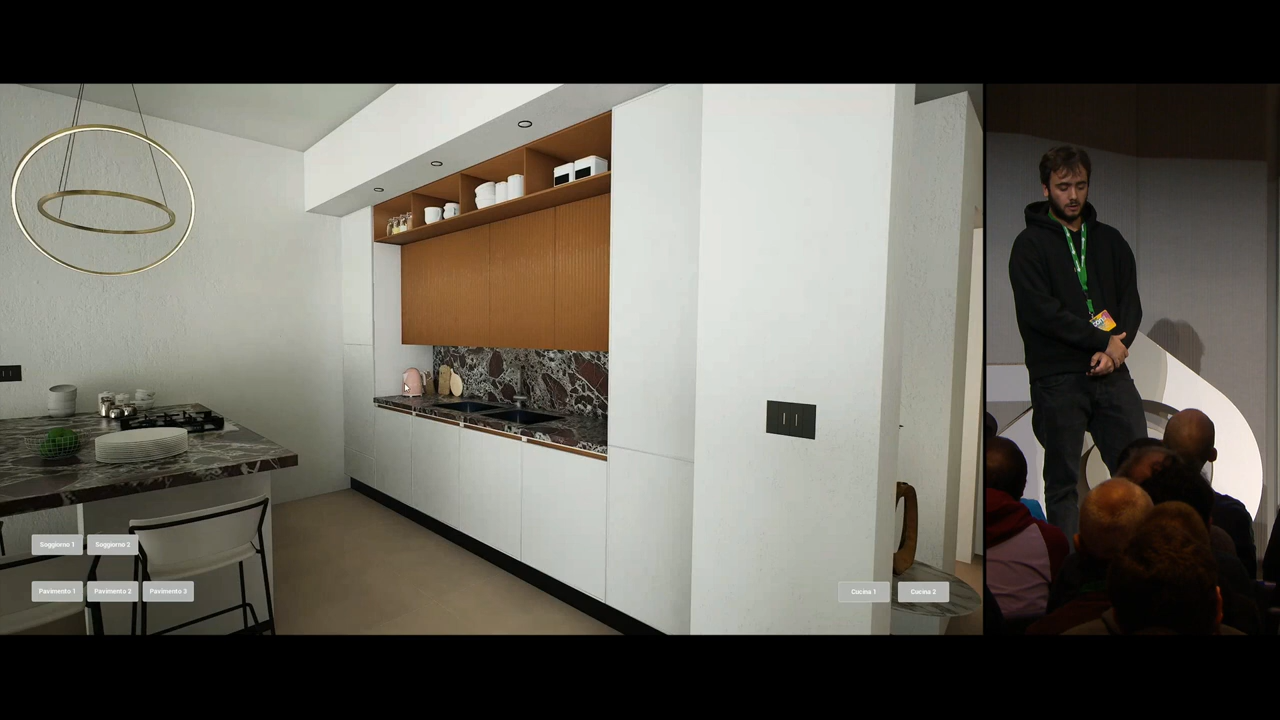 Soggiorno 1
Soggiorno 2
Pavimento 1
Pavimento 2
Pavimento 3
Cucina 1
Cucina 2